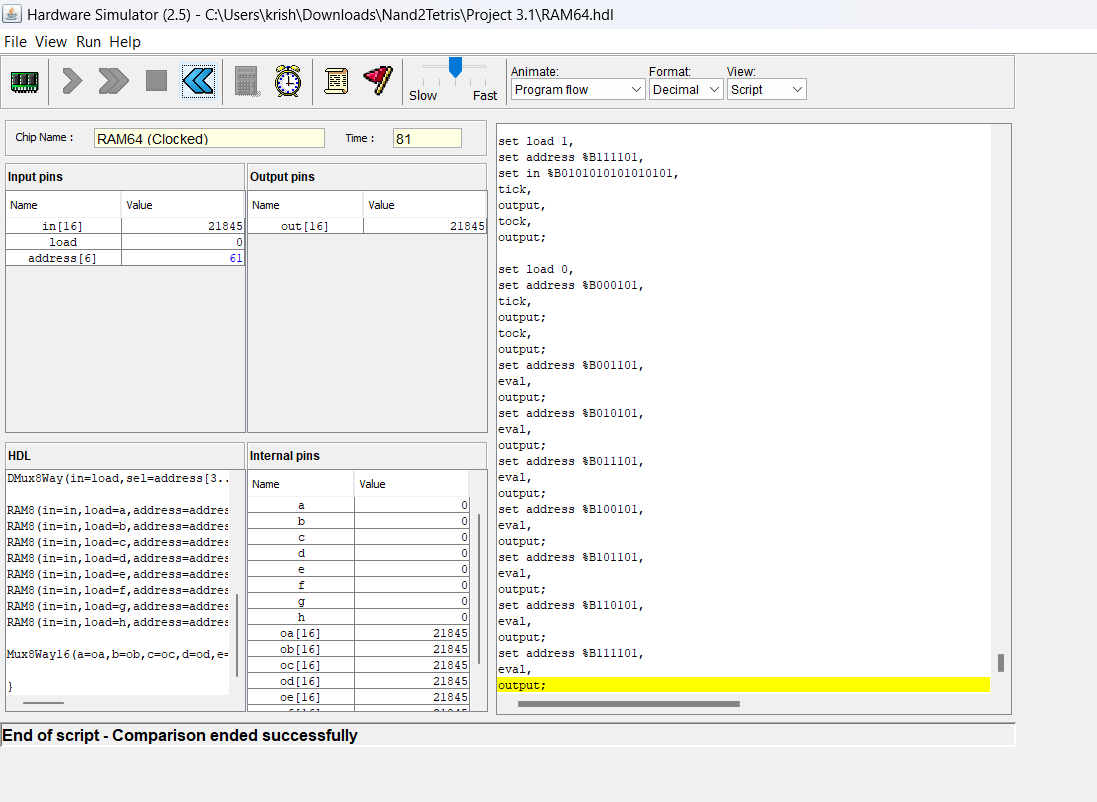 Hardware Simulator (2.5) - C:\Users\krish\Downloads\Nand2Tetris\Project 3.1\RAM64.hdl
File View Run Help
Slow Fast
Animate: Format: View:
Program flow Decimal Script
Chip Name : RAM64 (Clocked) Time : 81
Input pins
Name Value
in[16] 21845
load 0
address[6] 61
Output pins
Name Value
out[16] 21845
HDL
DMux8Way(in=load,sel=address[3..
RAM8(in=in,load=a,address=addres
RAM8(in=in,load=b,address=addres
RAM8(in=in,load=c,address=addres
RAM8(in=in,load=d,address=addres
RAM8(in=in,load=e,address=addres
RAM8(in=in,load=f,address=addres
RAM8(in=in,load=g,address=addres
RAM8(in=in,load=h,address=addres
Mux8Way16(a=oa,b=ob,c=oc,d=od,e=
}
Internal pins
Name Value
a 0
b 0
c 0
d 0
e 0
f 0
g 0
h 0
oa[16] 21845
ob[16] 21845
oc[16] 21845
od[16] 21845
oe[16] 21845
set load 1,
set address %B111101,
set in %B0101010101010101,
tick,
output,
tock,
output;
set load 0,
set address %B000101,
tick,
output;
tock,
output;
set address %B001101,
eval,
output;
set address %B010101,
eval,
output;
set address %B011101,
eval,
output;
set address %B100101,
eval,
output;
set address %B101101,
eval,
output;
set address %B110101,
eval,
output;
set address %B111101,
eval,
output;
End of script - Comparison ended successfully